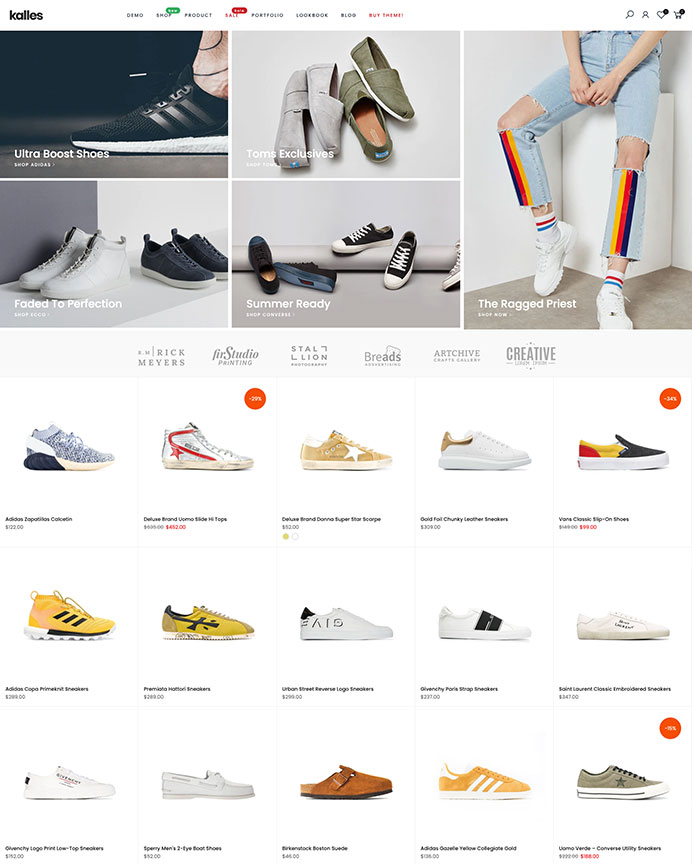 kalles
DEMO
SHOP
New
PRODUCT
SALE
Sale
PORTFOLIO
LOOKBOOK
BLOG
BUY THEME!
0
0
Ultra Boost Shoes
SHOP ADIDAS
Toms Exclusives
SHOP TOMS
Faded To Perfection
SHOP ECCO
Summer Ready
SHOP CONVERSE
The Ragged Priest
SHOP NOW
R.M RICK
MEYERS
firStudio
PRINTING
STALL
LION
PHOTOGRAPHY
Breads
ADVERTISING
ARTCHIVE
CRAFTS GALLERY
CREATIVE
LOREM IPSUM
-29%
-34%
Adidas Zapatillas Calcetin
$122.00
Deluxe Brand Uomo Slide Hi Tops
$452.00
Deluxe Brand Donna Super Star Scarpe
$52.00
Gold Foil Chunky Leather Sneakers
$309.00
Vans Classic Slip-On Shoes
$149.00 $99.00
Adidas Copa Primeknit Sneakers
$289.00
Premiata Hattori Sneakers
$289.00
Urban Street Reverse Logo Sneakers
$299.00
Givenchy Paris Strap Sneakers
$237.00
Saint Laurent Classic Embroidered Sneakers
$347.00
-15%
GIVENCHY
Givenchy Logo Print Low-Top Sneakers
$152.00
Sperry Men's 2-Eye Boat Shoes
$52.00
Birkenstock Boston Suede
$46.00
Adidas Gazelle Yellow Collegiate Gold
$136.00
Uomo Verde – Converse Utility Sneakers
$222.00 $188.00